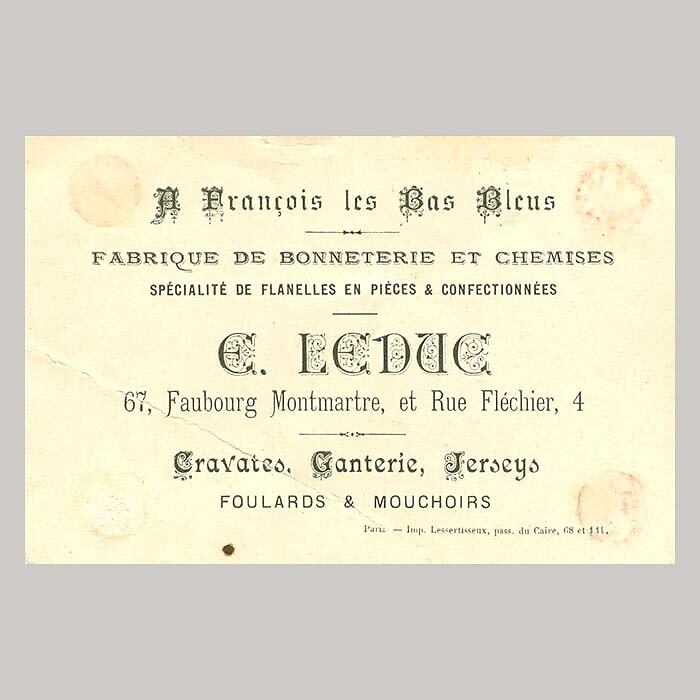 A François les Bas Bleus
FABRIQUE DE BONNETERIE ET CHEMISES
SPÉCIALITÉ DE FLANELLES EN PIÈCES & CONFECTIONNÉES
E. LEDUC
67, Faubourg Montmartre, et Rue Fléchier, 4
Cravates, Ganterie, Jerseys
FOULARDS & MOUCHOIRS
Paris — Imp. Lessertisseux, pass. du Caire, 68 et 111.